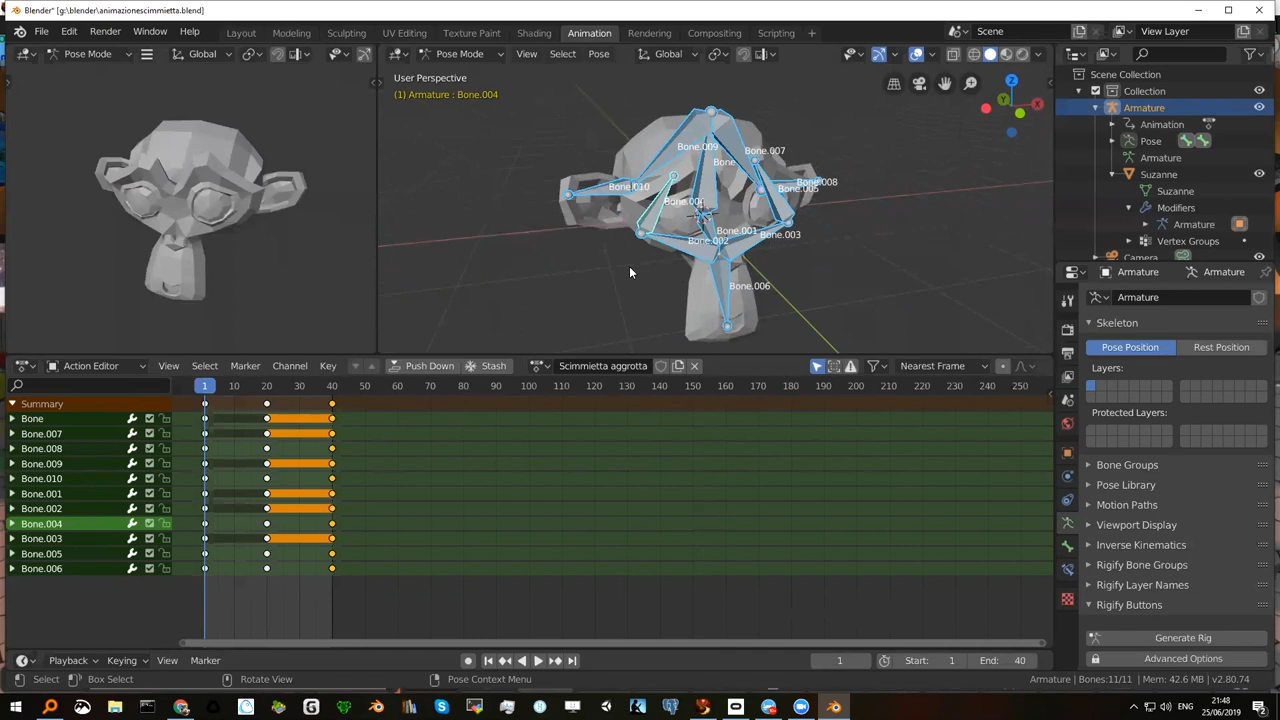 Blender* [g:\blender\animazionescimmietta.blend]
File Edit Render Window Help Layout Modeling Sculpting UV Editing Texture Paint Shading Animation Rendering Compositing Scripting + Scene View Layer
Pose Mode Global Pose Mode View Select Pose Global
User Perspective
(1) Armature : Bone.004
Z
Y
X
Bone.009
Bone
Bone.007
Bone.010
Bone.008
Bone.005
Bone.004
Bone.001
Bone.002
Bone.003
Bone.006
Scene Collection
Collection
Armature
Animation
Pose
Armature
Suzanne
Suzanne
Modifiers
Armature
Vertex Groups
Camera
Armature Armature
Armature
Skeleton
Pose Position Rest Position
Layers:
Protected Layers:
Bone Groups
Pose Library
Motion Paths
Viewport Display
Inverse Kinematics
Rigify Bone Groups
Rigify Layer Names
Rigify Buttons
Generate Rig
Advanced Options
Action Editor View Select Marker Channel Key Push Down Stash Scimmietta aggrotta Nearest Frame
1 10 20 30 40 50 60 70 80 90 100 110 120 130 140 150 160 170 180 190 200 210 220 230 240 250
Summary
Bone
Bone.007
Bone.008
Bone.009
Bone.010
Bone.001
Bone.002
Bone.004
Bone.003
Bone.005
Bone.006
Playback Keying View Marker 1 Start: 1 End: 40
Select Box Select Rotate View Pose Context Menu Armature | Bones:11/11 | Mem: 42.6 MB | v2.80.74
21:48
25/06/2019